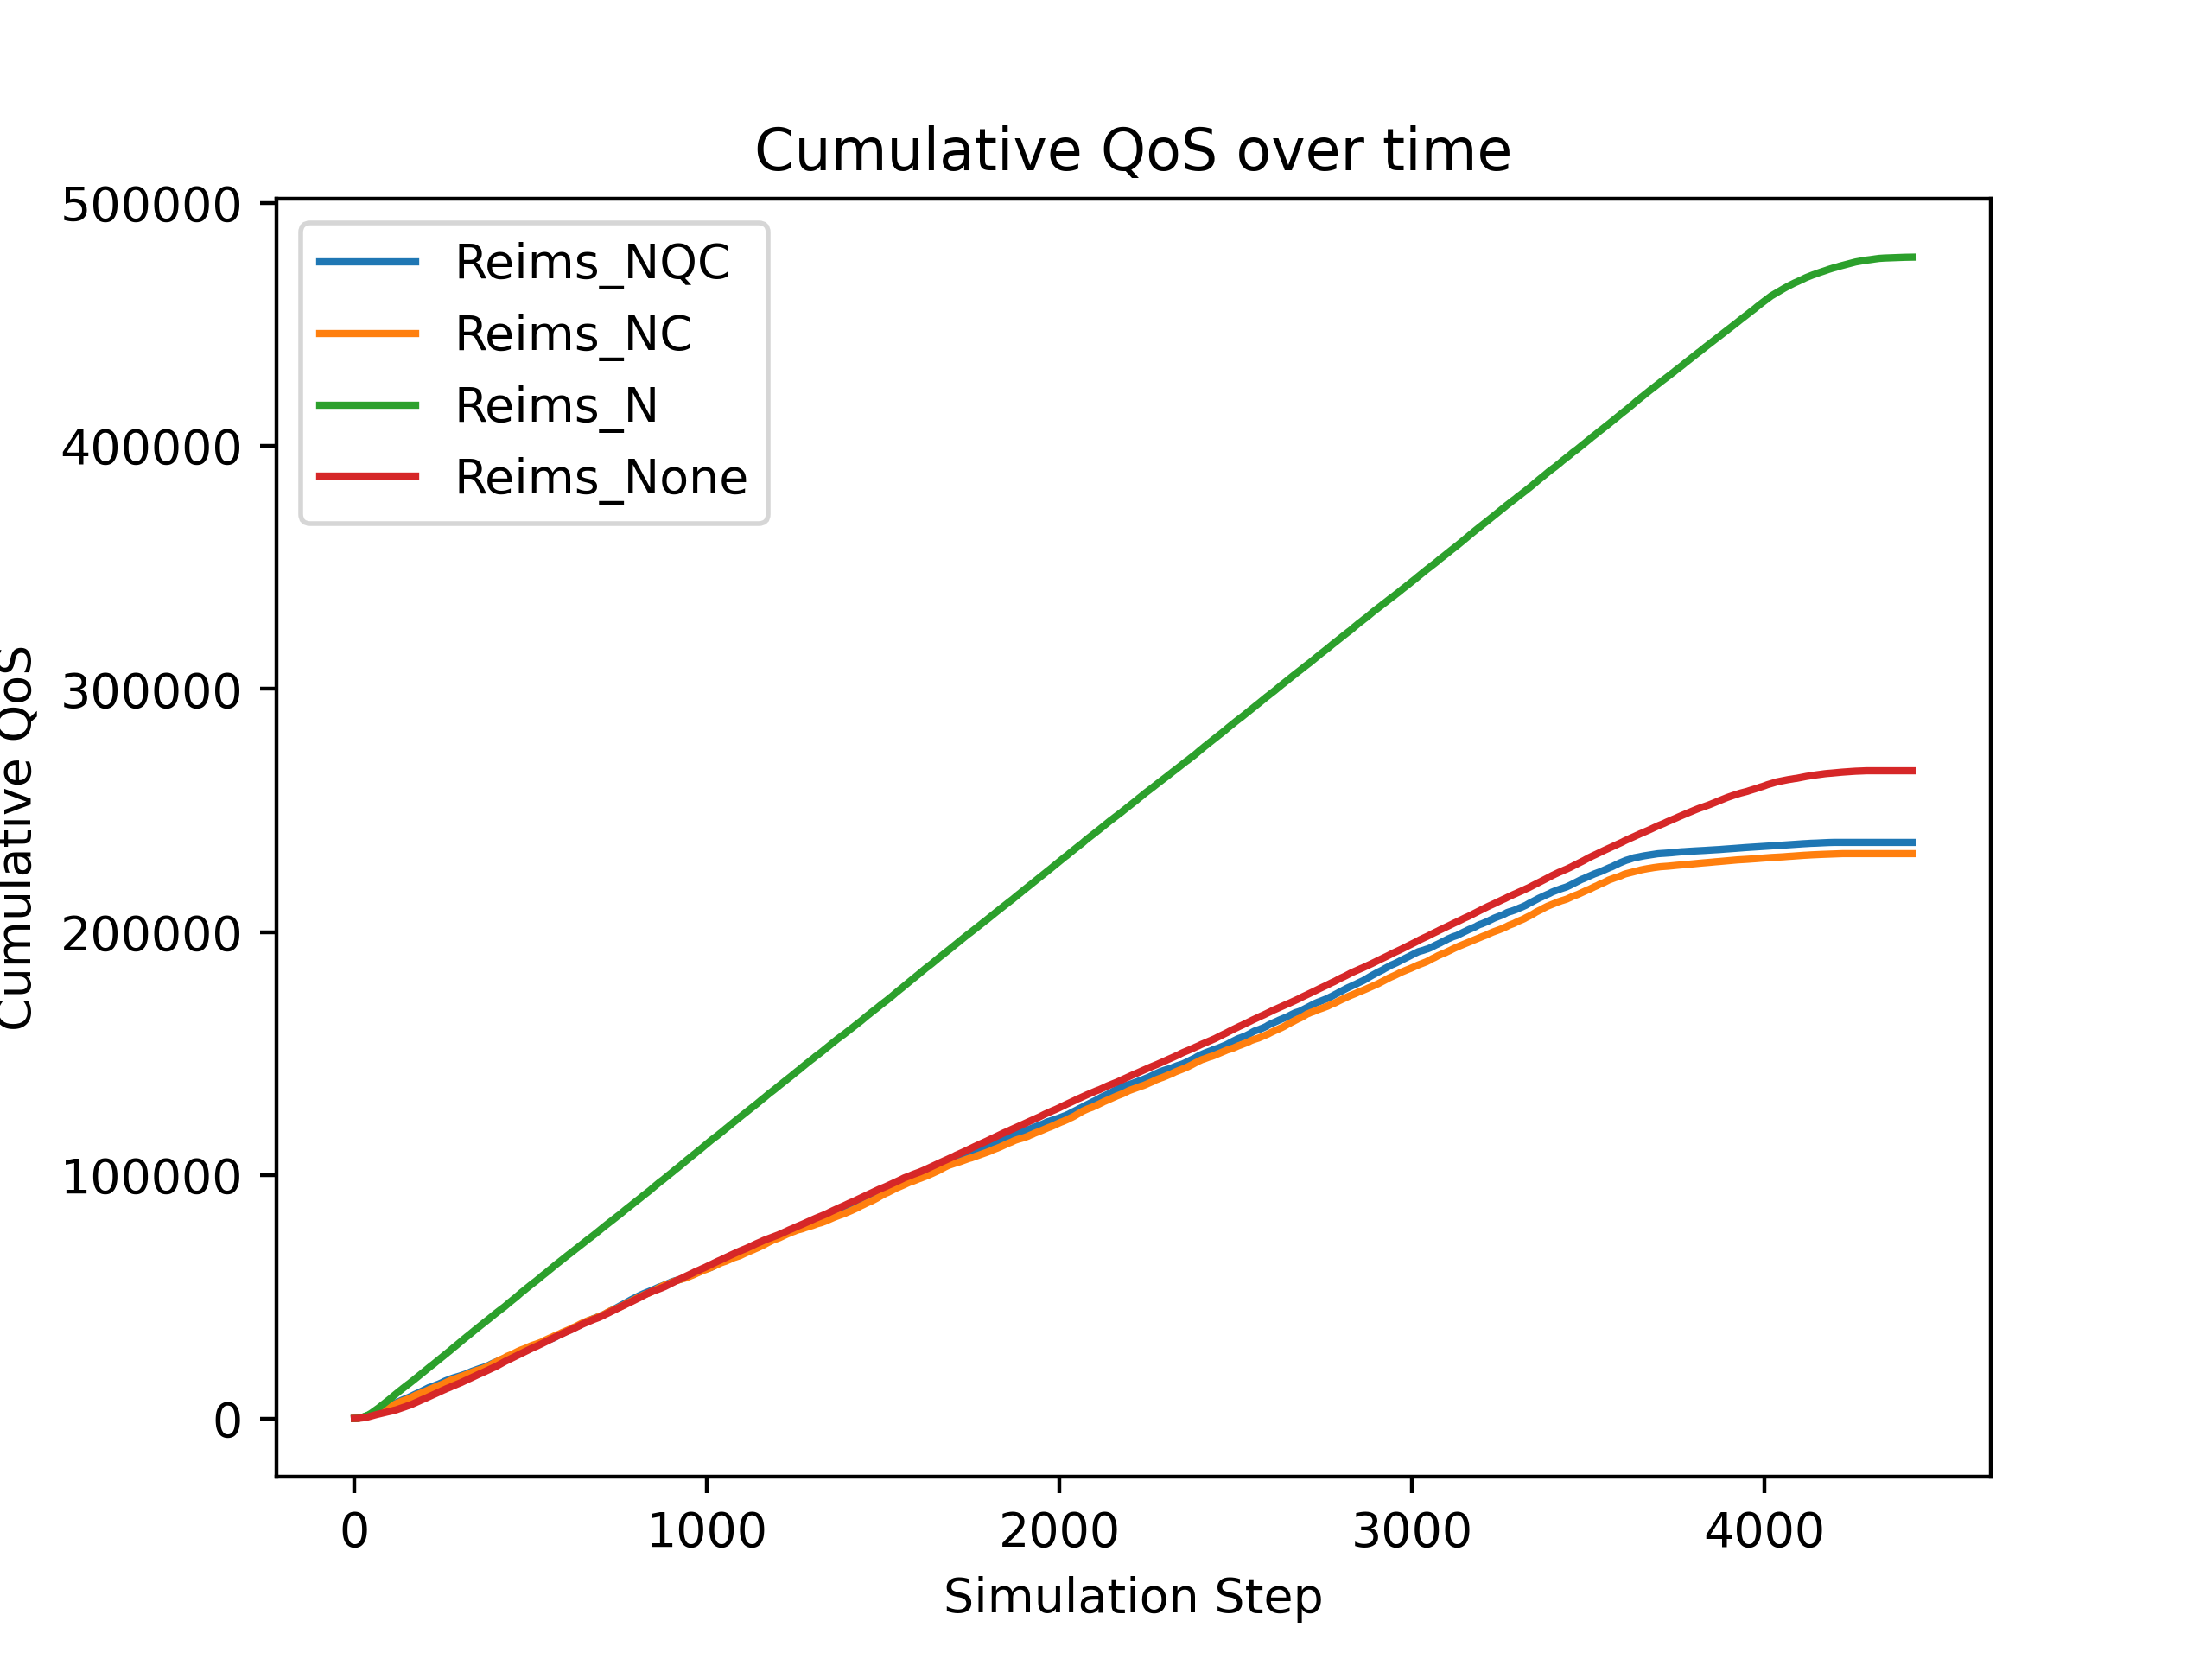 Cumulative QoS over time
Cumulative QoS
500000
400000
300000
200000
100000
0
Reims_NQC
Reims_NC
Reims_N
Reims_None
0 1000 2000 3000 4000
Simulation Step